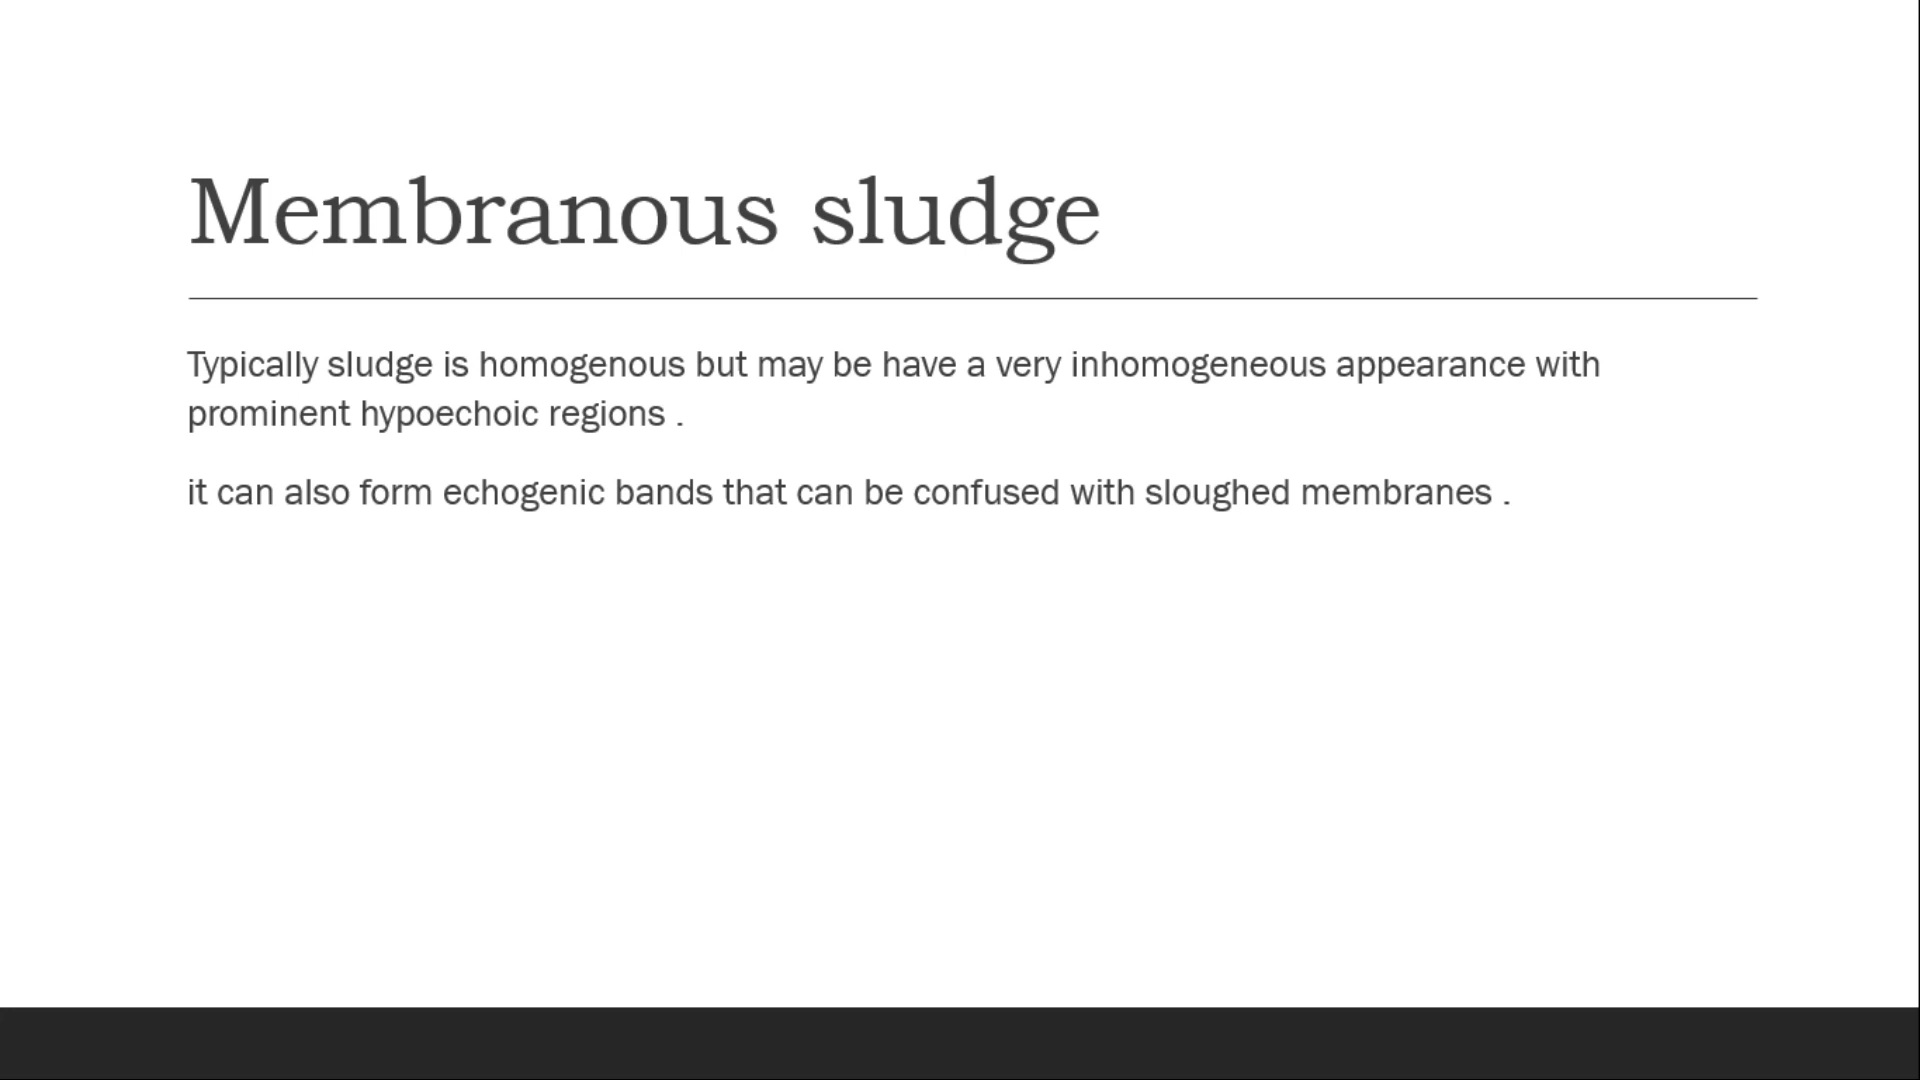 Membranous sludge
Typically sludge is homogenous but may be have a very inhomogeneous appearance with
prominent hypoechoic regions .
it can also form echogenic bands that can be confused with sloughed membranes .